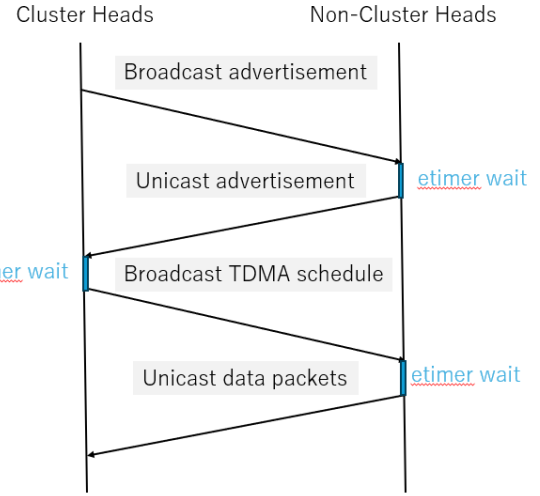 Cluster Heads
Non-Cluster Heads
Broadcast advertisement
Unicast advertisement
etimer wait
er wait
Broadcast TDMA schedule
Unicast data packets
etimer wait